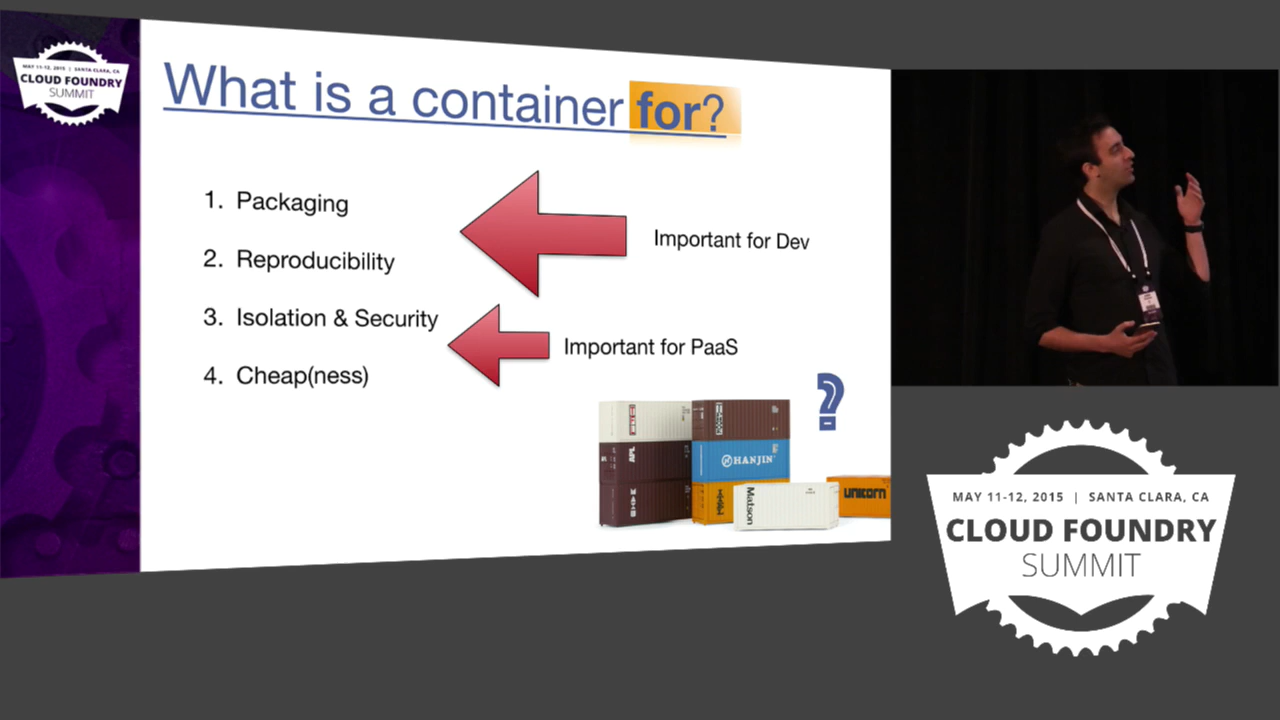 MAY 11-12, 2015 | SANTA CLARA, CA
CLOUD FOUNDRY
SUMMIT
What is a container for?
1. Packaging
2. Reproducibility
3. Isolation & Security
4. Cheap(ness)
Important for Dev
Important for PaaS
?
APL
HANJIN
Matson
UNICORN
MAY 11-12, 2015 | SANTA CLARA, CA
CLOUD FOUNDRY
SUMMIT